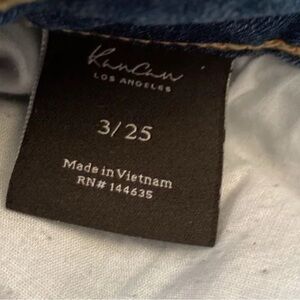 KanCan
LOS ANGELES
3/25
Made in Vietnam
RN# 144635